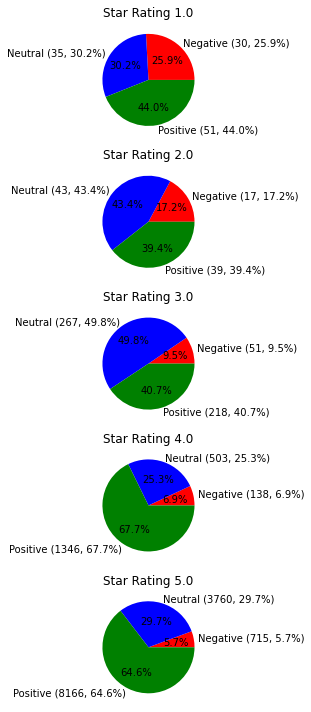 Star Rating 1.0
Neutral (35, 30.2%)
Negative (30, 25.9%)
30.2%
25.9%
44.0%
Positive (51, 44.0%)
Star Rating 2.0
Neutral (43, 43.4%)
Negative (17, 17.2%)
43.4%
17.2%
39.4%
Positive (39, 39.4%)
Star Rating 3.0
Neutral (267, 49.8%)
Negative (51, 9.5%)
49.8%
9.5%
40.7%
Positive (218, 40.7%)
Star Rating 4.0
Neutral (503, 25.3%)
Negative (138, 6.9%)
25.3%
6.9%
67.7%
Positive (1346, 67.7%)
Star Rating 5.0
Neutral (3760, 29.7%)
Negative (715, 5.7%)
29.7%
5.7%
64.6%
Positive (8166, 64.6%)